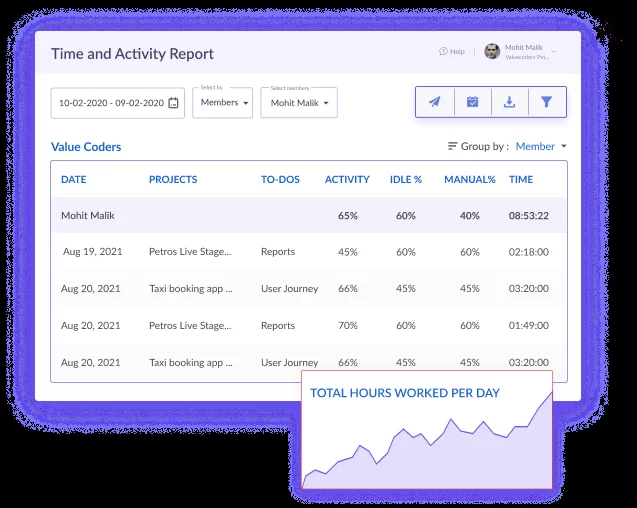 Time and Activity Report
Help
Mohit Malik
Valuecoders Pvt...
Select by
Select members
10-02-2020 - 09-02-2020
Members
Mohit Malik
Value Coders
Group by : Member
DATE PROJECTS TO-DOS ACTIVITY IDLE % MANUAL% TIME
Mohit Malik 65% 60% 40% 08:53:22
Aug 19, 2021 Petros Live Stage... Reports 45% 60% 60% 02:18:00
Aug 20, 2021 Taxi booking app ... User Journey 66% 45% 45% 03:20:00
Aug 20, 2021 Petros Live Stage... Reports 70% 60% 60% 01:49:00
Aug 20, 2021 Taxi booking app ... User Journey 66% 45% 45% 03:20:00
TOTAL HOURS WORKED PER DAY